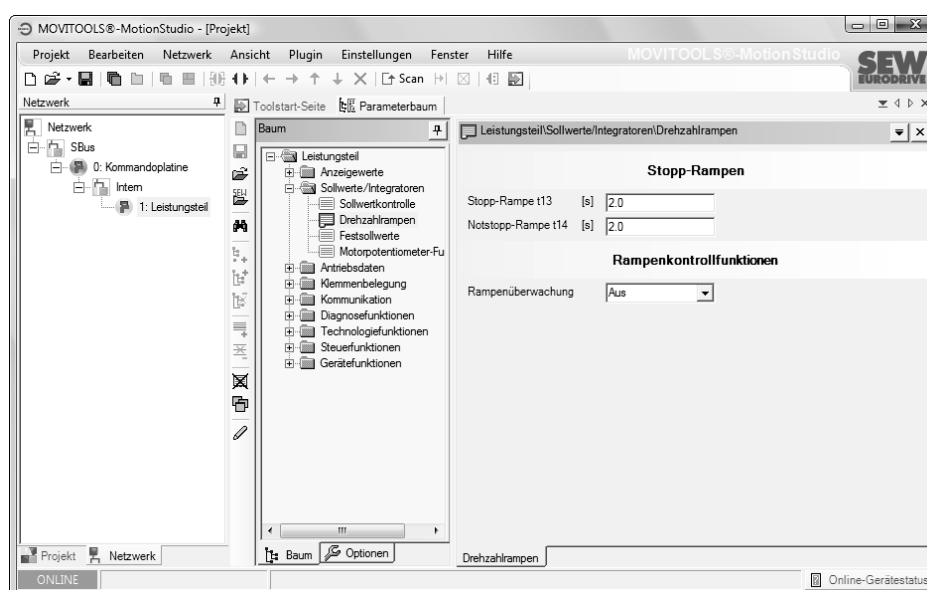 MOVITOOLS®-MotionStudio - [Projekt]
Projekt Bearbeiten Netzwerk Ansicht Plugin Einstellungen Fenster Hilfe
MOVITOOLS®-MotionStudio
SEW
EURODRIVE
Scan
Netzwerk
Toolstart-Seite Parameterbaum
Netzwerk
SBus
0: Kommandoplatine
Intern
1: Leistungsteil
Projekt Netzwerk
SEW
Baum
Leistungsteil
Anzeigewerte
Sollwerte/Integratoren
Sollwertkontrolle
Drehzahlrampen
Festsollwerte
Motorpotentiometer-Fu
Antriebsdaten
Klemmenbelegung
Kommunikation
Diagnosefunktionen
Technologiefunktionen
Steuerfunktionen
Gerätefunktionen
Baum Optionen
Leistungsteil\Sollwerte/Integratoren\Drehzahlrampen
Stopp-Rampen
Stopp-Rampe t13 [s] 2.0
Notstopp-Rampe t14 [s] 2.0
Rampenkontrollfunktionen
Rampenüberwachung Aus
Drehzahlrampen
ONLINE
Online-Gerätestatus